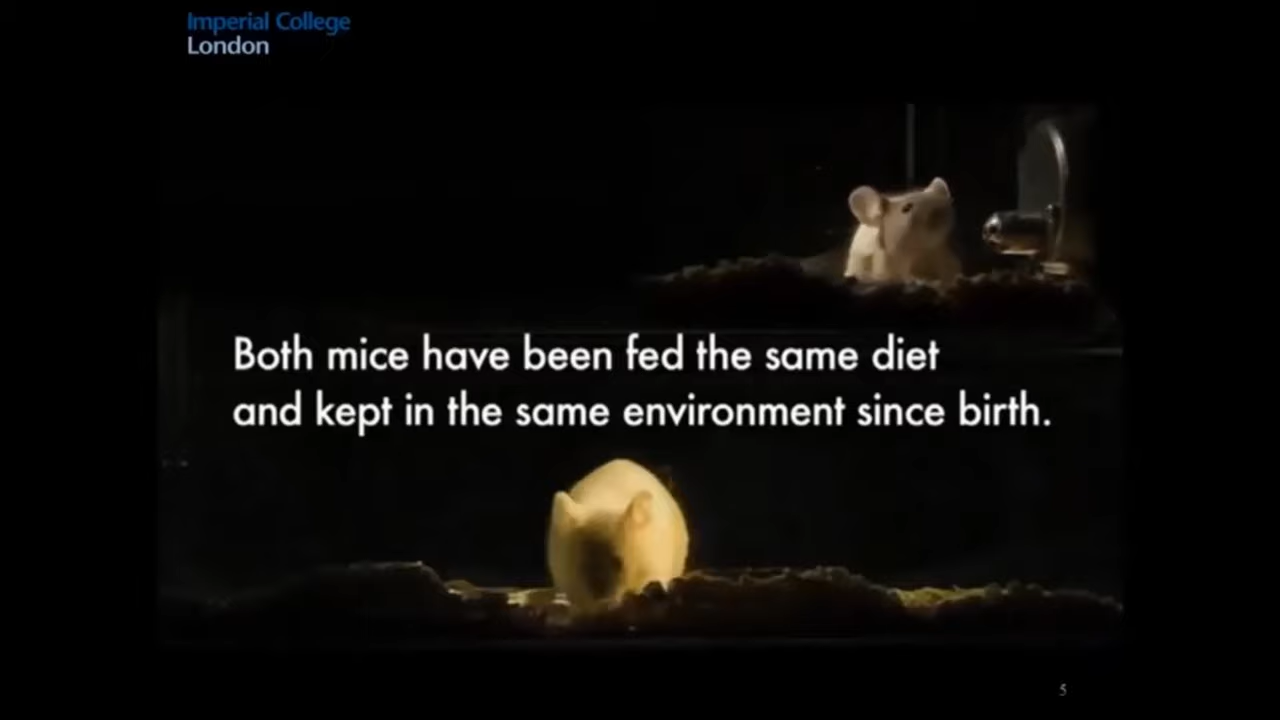 Imperial College
London
Both mice have been fed the same diet
and kept in the same environment since birth.
5